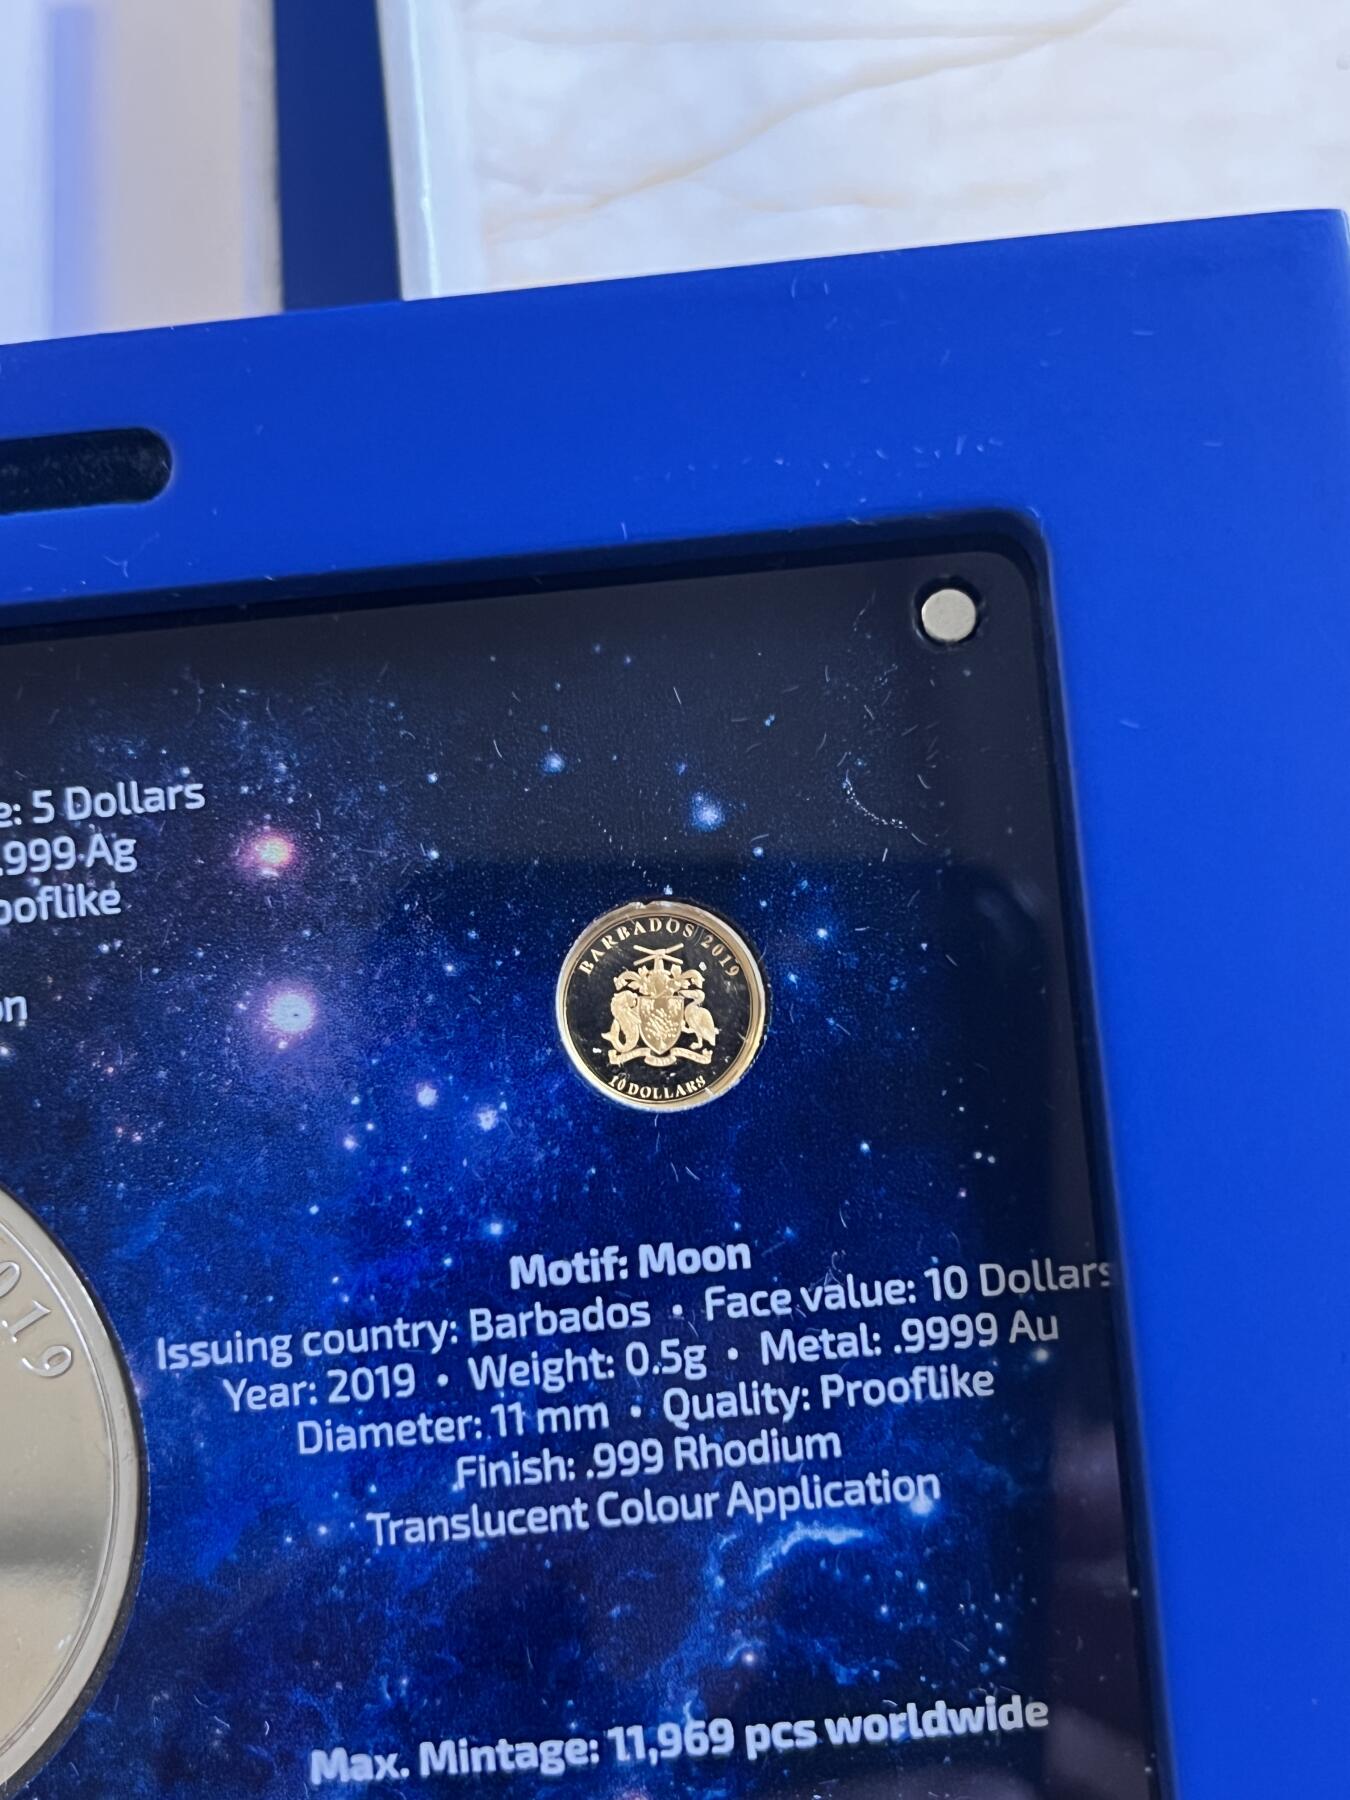 e: 5 Dollars
.999 Ag
ooflike
on
BARBADOS 2019
10 DOLLARS
2019
Motif: Moon
Issuing country: Barbados • Face value: 10 Dollars
Year: 2019 • Weight: 0.5g • Metal: .9999 Au
Diameter: 11 mm • Quality: Prooflike
Finish: .999 Rhodium
Translucent Colour Application
Max. Mintage: 11,969 pcs worldwide